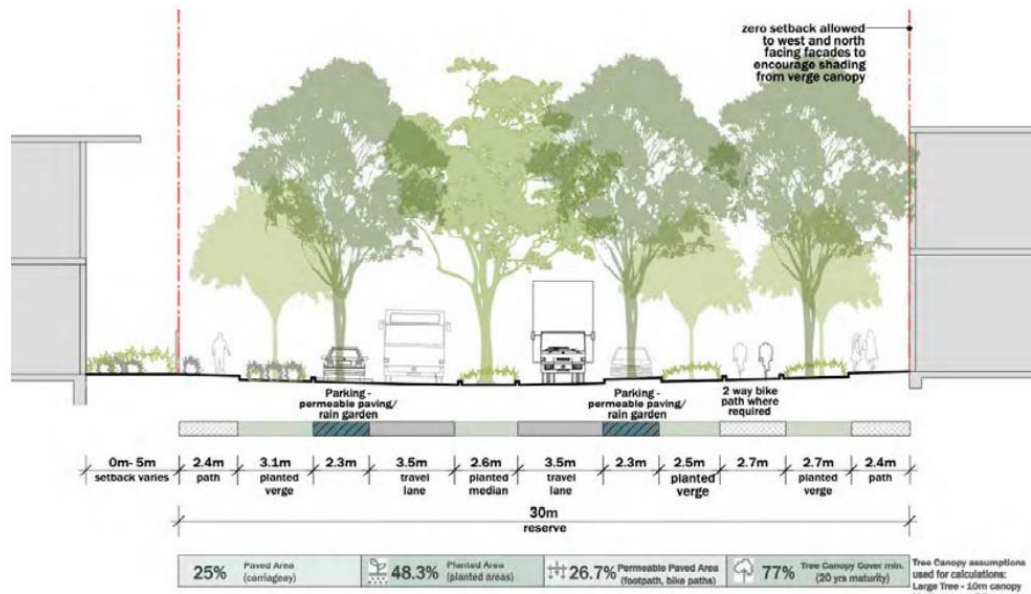 zero setback allowed
to west and north
facing facades to
encourage shading
from verge canopy
Parking -
permeable paving/
rain garden
Parking -
permeable paving/
rain garden
2 way bike
path where
required
0m- 5m
setback varies
2.4m
path
3.1m
planted
verge
2.3m
3.5m
travel
lane
2.6m
planted
median
3.5m
travel
lane
2.3m
2.5m
planted
verge
2.7m
2.7m
planted
verge
2.4m
path
30m
reserve
25% Paved Area
(carriageay)
48.3% Planted Area
(planted areas)
26.7% Permeable Paved Area
(footpath, bike paths)
77% Tree Canopy Cover min.
(20 yrs maturity)
Tree Canopy assumptions
used for calculations:
Large Tree - 10m canopy